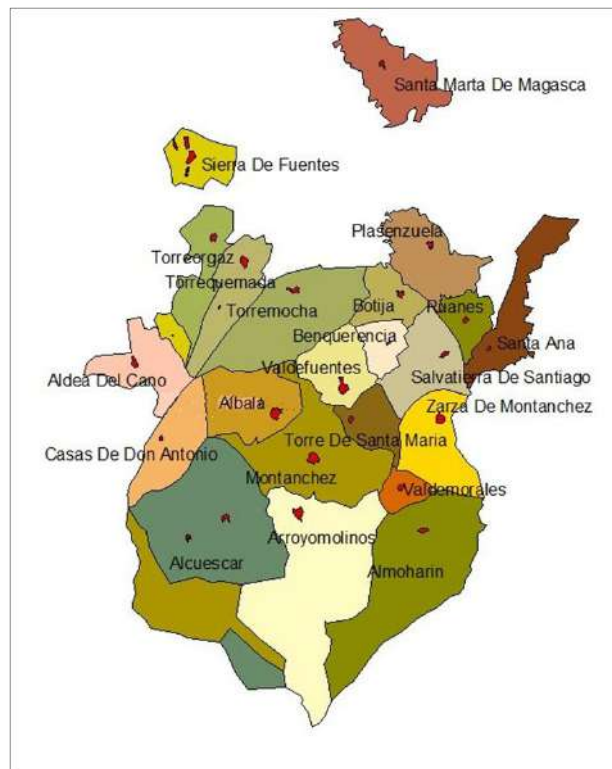 Santa Marta De Magasca
Sierra De Fuentes
Plasenzuela
Torreorgaz
Torrequemada
Torremocha
Botija
Ruanes
Benquerencia
Santa Ana
Valdefuentes
Aldea Del Cano
Salvatierra De Santiago
Albala
Zarza De Montanchez
Casas De Don Antonio
Torre De Santa Maria
Montanchez
Valdemorales
Arroyomolinos
Alcuescar
Almoharin